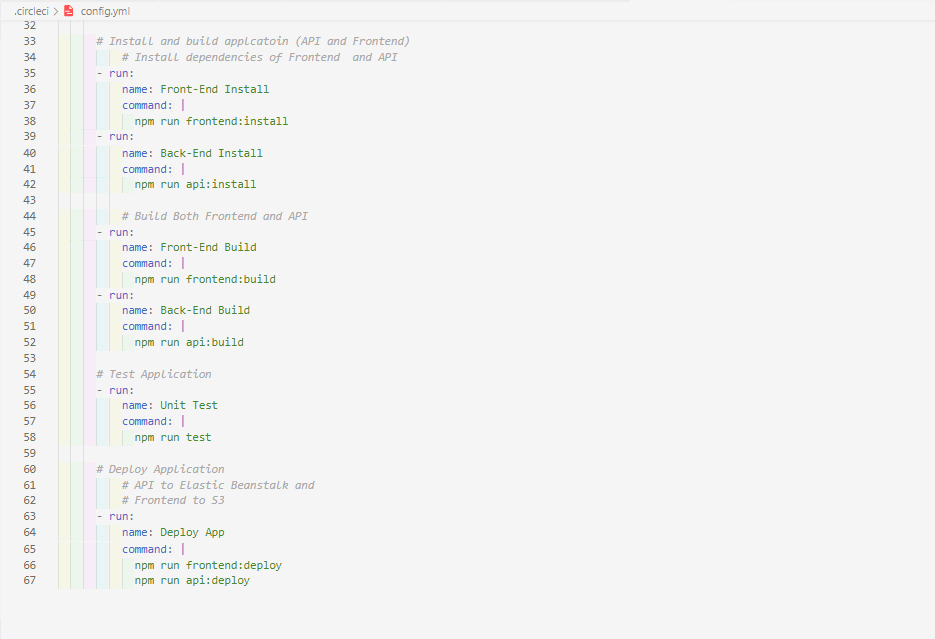 .circleci > config.yml
32
33 # Install and build applcatoin (API and Frontend)
34 # Install dependencies of Frontend  and API
35 - run:
36 name: Front-End Install
37 command: |
38 npm run frontend:install
39 - run:
40 name: Back-End Install
41 command: |
42 npm run api:install
43
44 # Build Both Frontend and API
45 - run:
46 name: Front-End Build
47 command: |
48 npm run frontend:build
49 - run:
50 name: Back-End Build
51 command: |
52 npm run api:build
53
54 # Test Application
55 - run:
56 name: Unit Test
57 command: |
58 npm run test
59
60 # Deploy Application
61 # API to Elastic Beanstalk and
62 # Frontend to S3
63 - run:
64 name: Deploy App
65 command: |
66 npm run frontend:deploy
67 npm run api:deploy